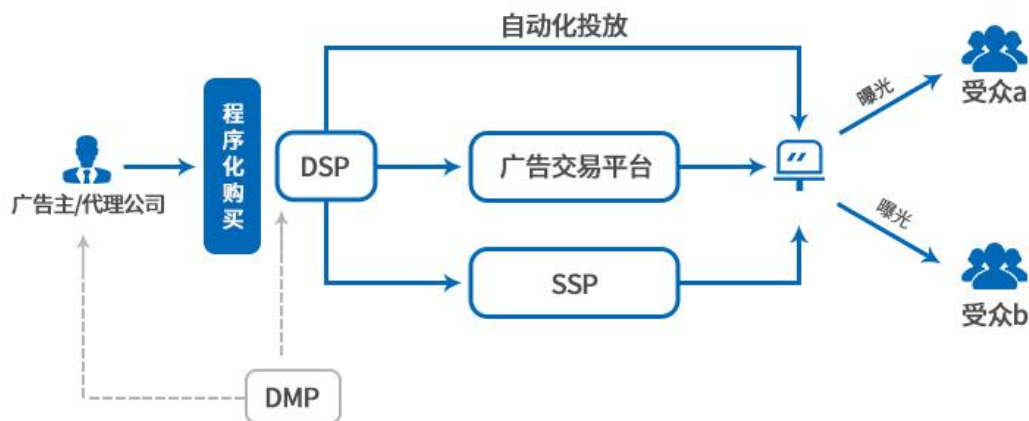 自动化投放
程序化购买
DSP
广告交易平台
SSP
DMP
广告主/代理公司
曝光
受众a
曝光
受众b